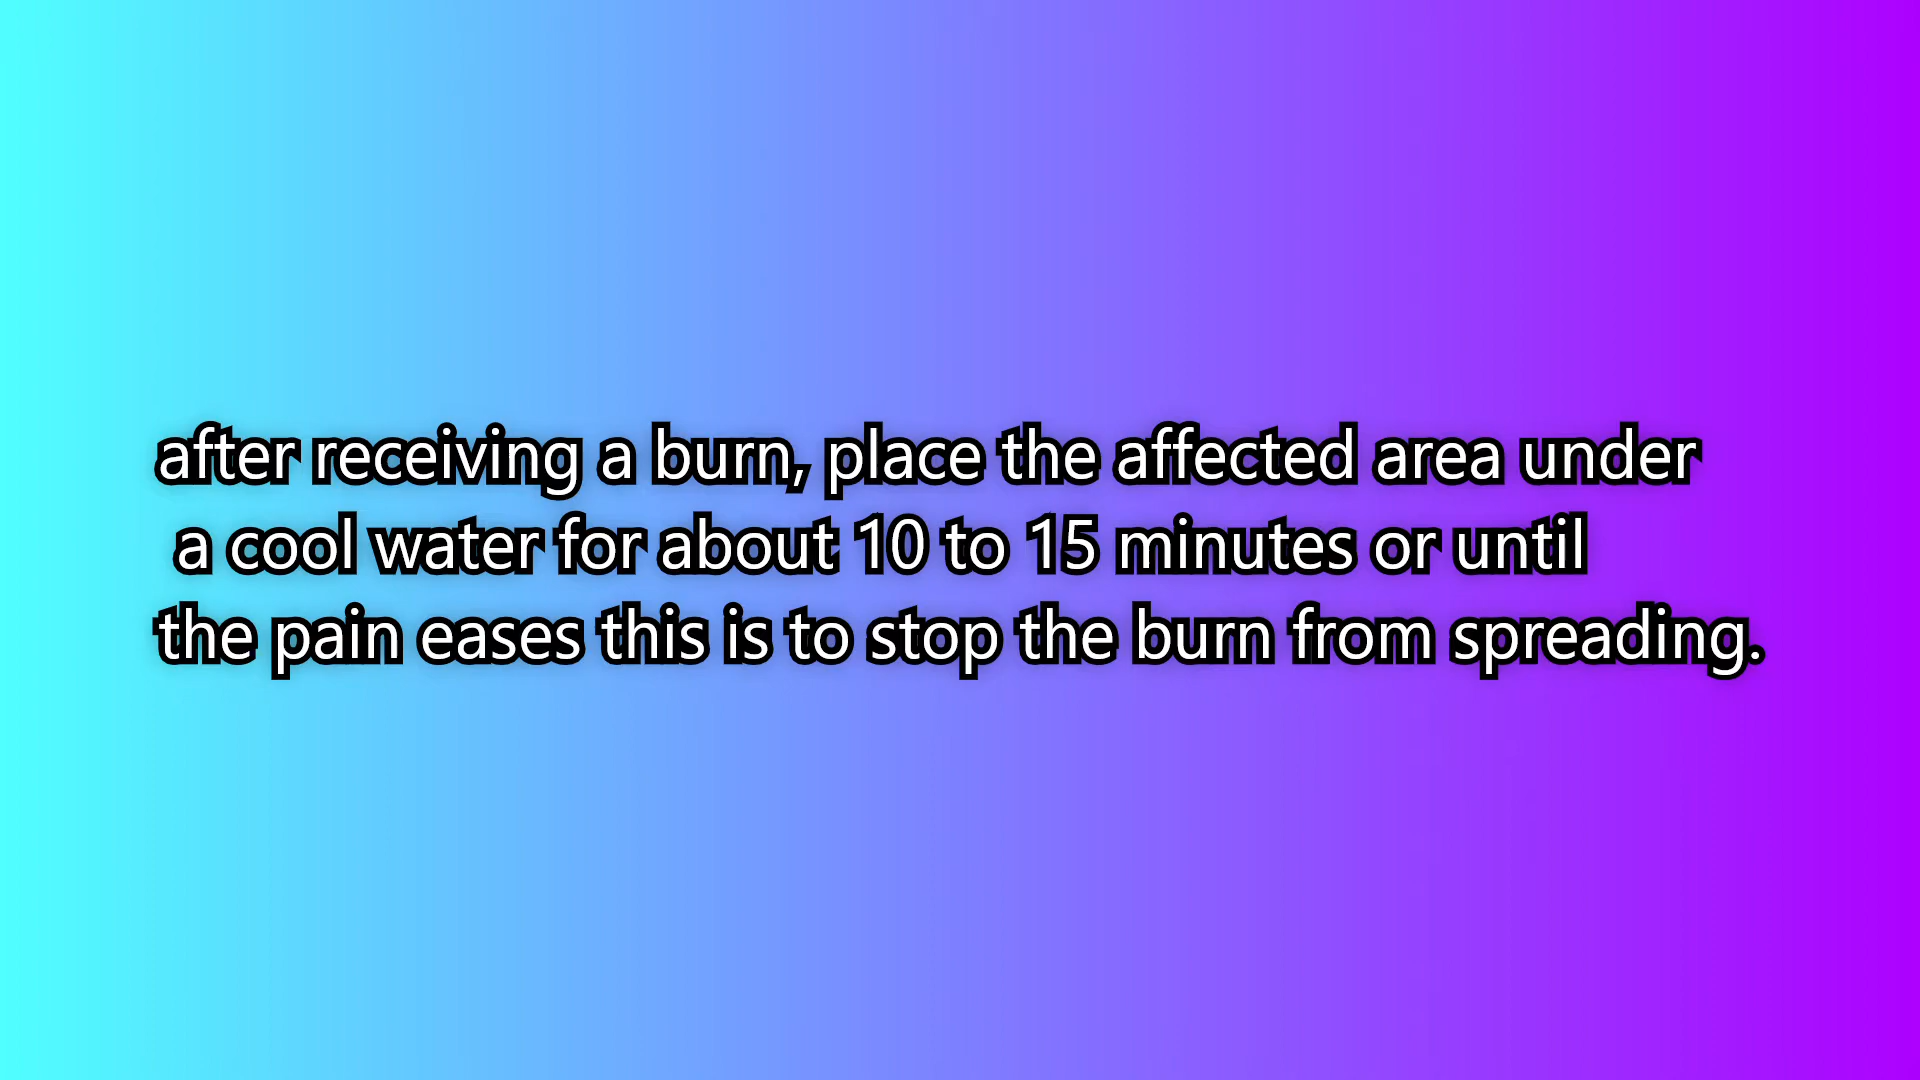 after receiving a burn, place the affected area under
a cool water for about 10 to 15 minutes or until
the pain eases this is to stop the burn from spreading.